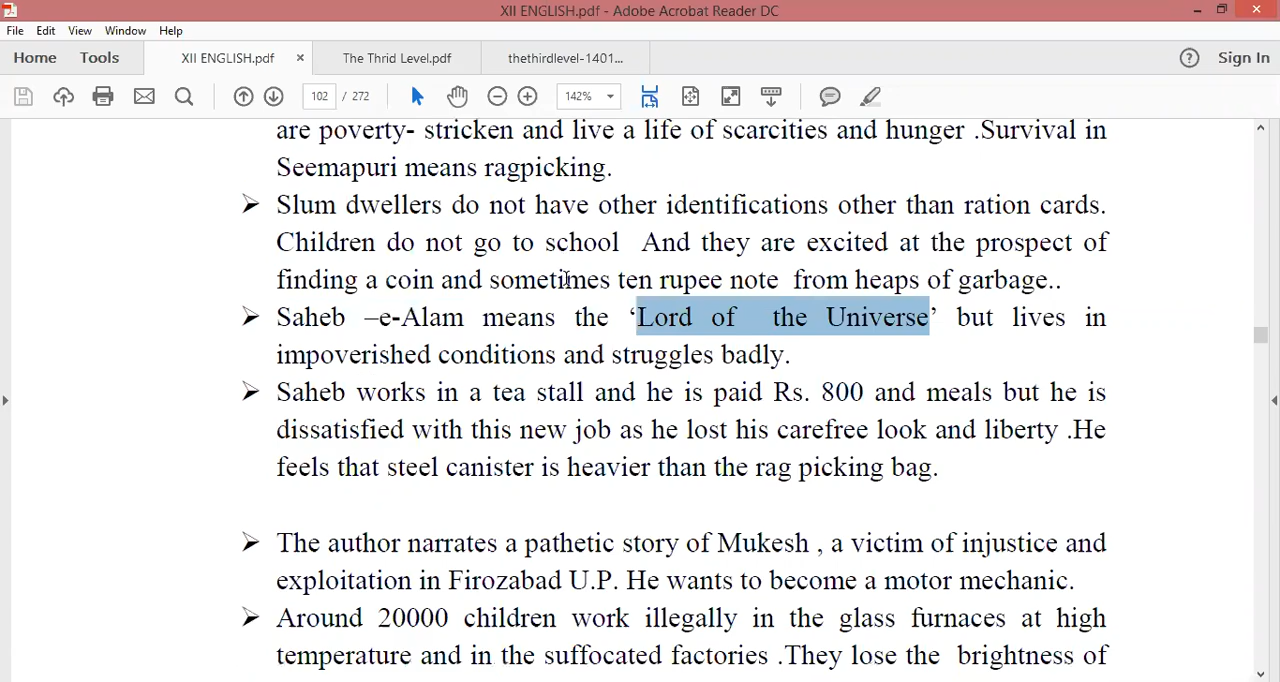 XII ENGLISH.pdf - Adobe Acrobat Reader DC
File Edit View Window Help
Home Tools XII ENGLISH.pdf × The Thrid Level.pdf thethirdlevel-1401... ? Sign In
102 / 272 142%
are poverty- stricken and live a life of scarcities and hunger .Survival in
Seemapuri means ragpicking.
➢ Slum dwellers do not have other identifications other than ration cards.
Children do not go to school And they are excited at the prospect of
finding a coin and sometimes ten rupee note from heaps of garbage..
➢ Saheb –e-Alam means the ‘Lord of the Universe’ but lives in
impoverished conditions and struggles badly.
➢ Saheb works in a tea stall and he is paid Rs. 800 and meals but he is
dissatisfied with this new job as he lost his carefree look and liberty .He
feels that steel canister is heavier than the rag picking bag.
➢ The author narrates a pathetic story of Mukesh , a victim of injustice and
exploitation in Firozabad U.P. He wants to become a motor mechanic.
➢ Around 20000 children work illegally in the glass furnaces at high
temperature and in the suffocated factories .They lose the brightness of